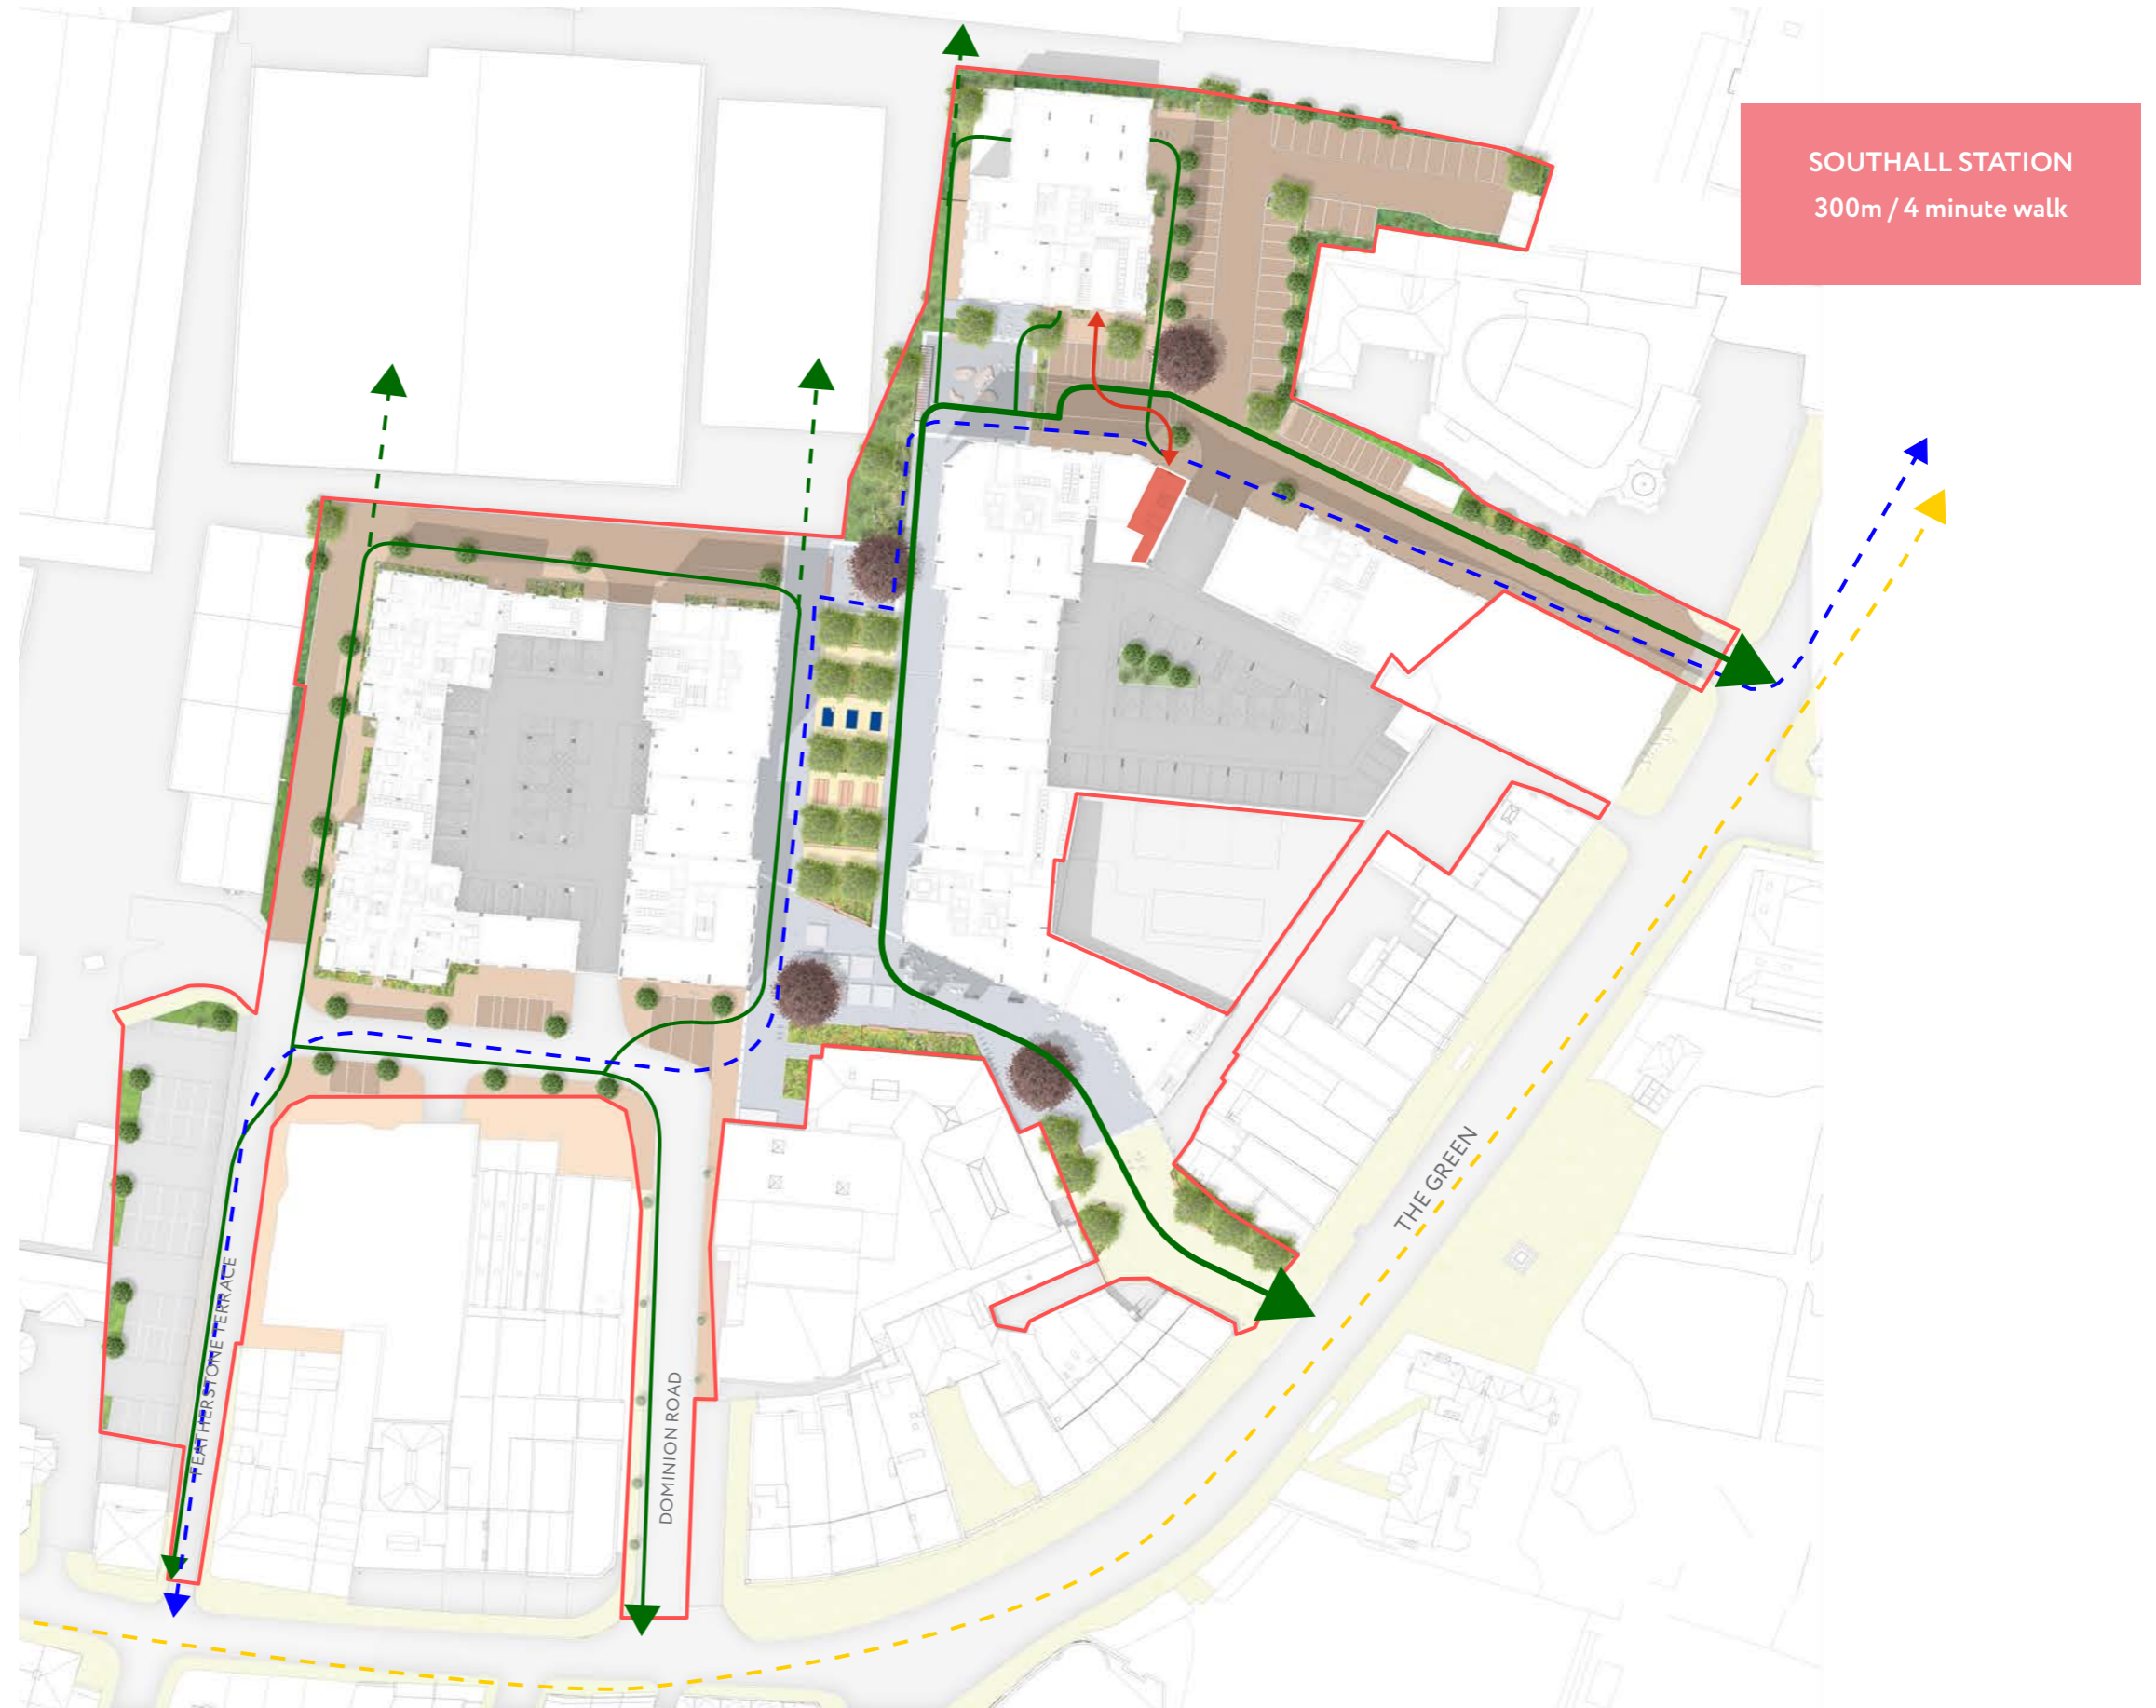 SOUTHALL STATION
300m / 4 minute walk
THE GREEN
FEATHERSTONE TERRACE
DOMINION ROAD